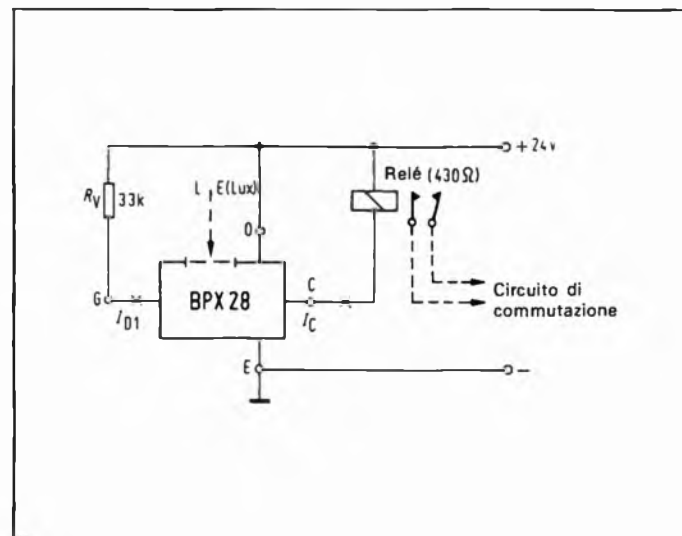 +24v
Relé (430Ω)
L E(Lux)
R_V 33k
O
G
BPX 28
C
I_D1
I_C
Circuito di
commutazione
E
−